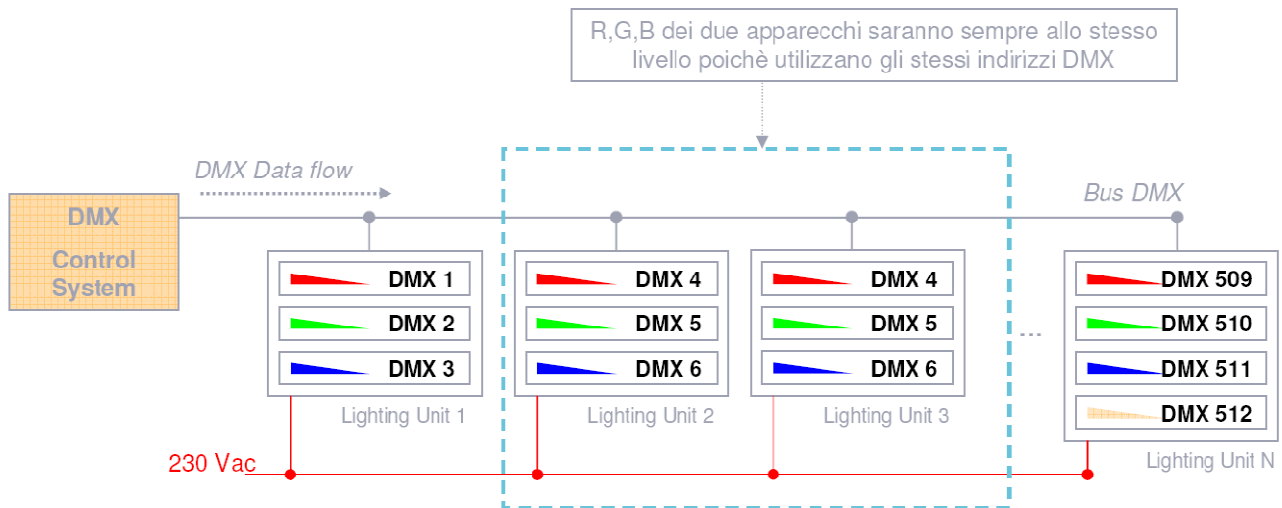 R,G,B dei due apparecchi saranno sempre allo stesso
livello poichè utilizzano gli stessi indirizzi DMX
DMX Data flow
Bus DMX
DMX
Control
System
DMX 1
DMX 2
DMX 3
Lighting Unit 1
DMX 4
DMX 5
DMX 6
Lighting Unit 2
DMX 4
DMX 5
DMX 6
Lighting Unit 3
...
DMX 509
DMX 510
DMX 511
DMX 512
Lighting Unit N
230 Vac